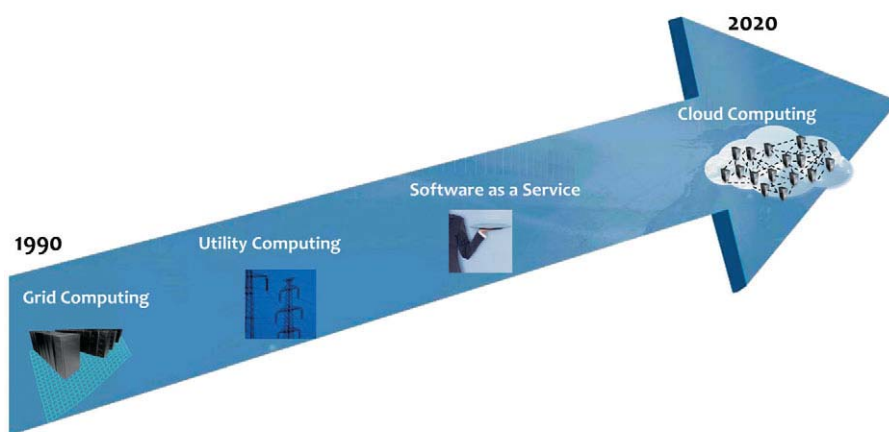 2020
Cloud Computing
Software as a Service
1990
Utility Computing
Grid Computing